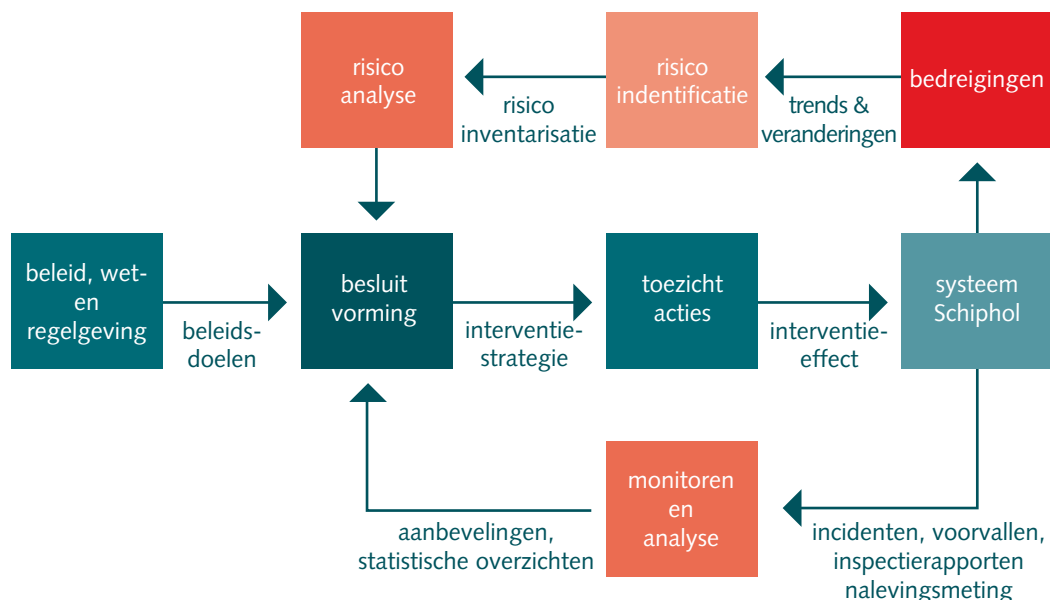 risico
analyse
risico
inventarisatie
risico
indentificatie
trends &
veranderingen
bedreigingen
beleid, wet-
en
regelgeving
beleids-
doelen
besluit
vorming
interventie-
strategie
toezicht
acties
interventie-
effect
systeem
Schiphol
aanbevelingen,
statistische overzichten
monitoren
en
analyse
incidenten, voorvallen,
inspectierapporten
nalevingsmeting